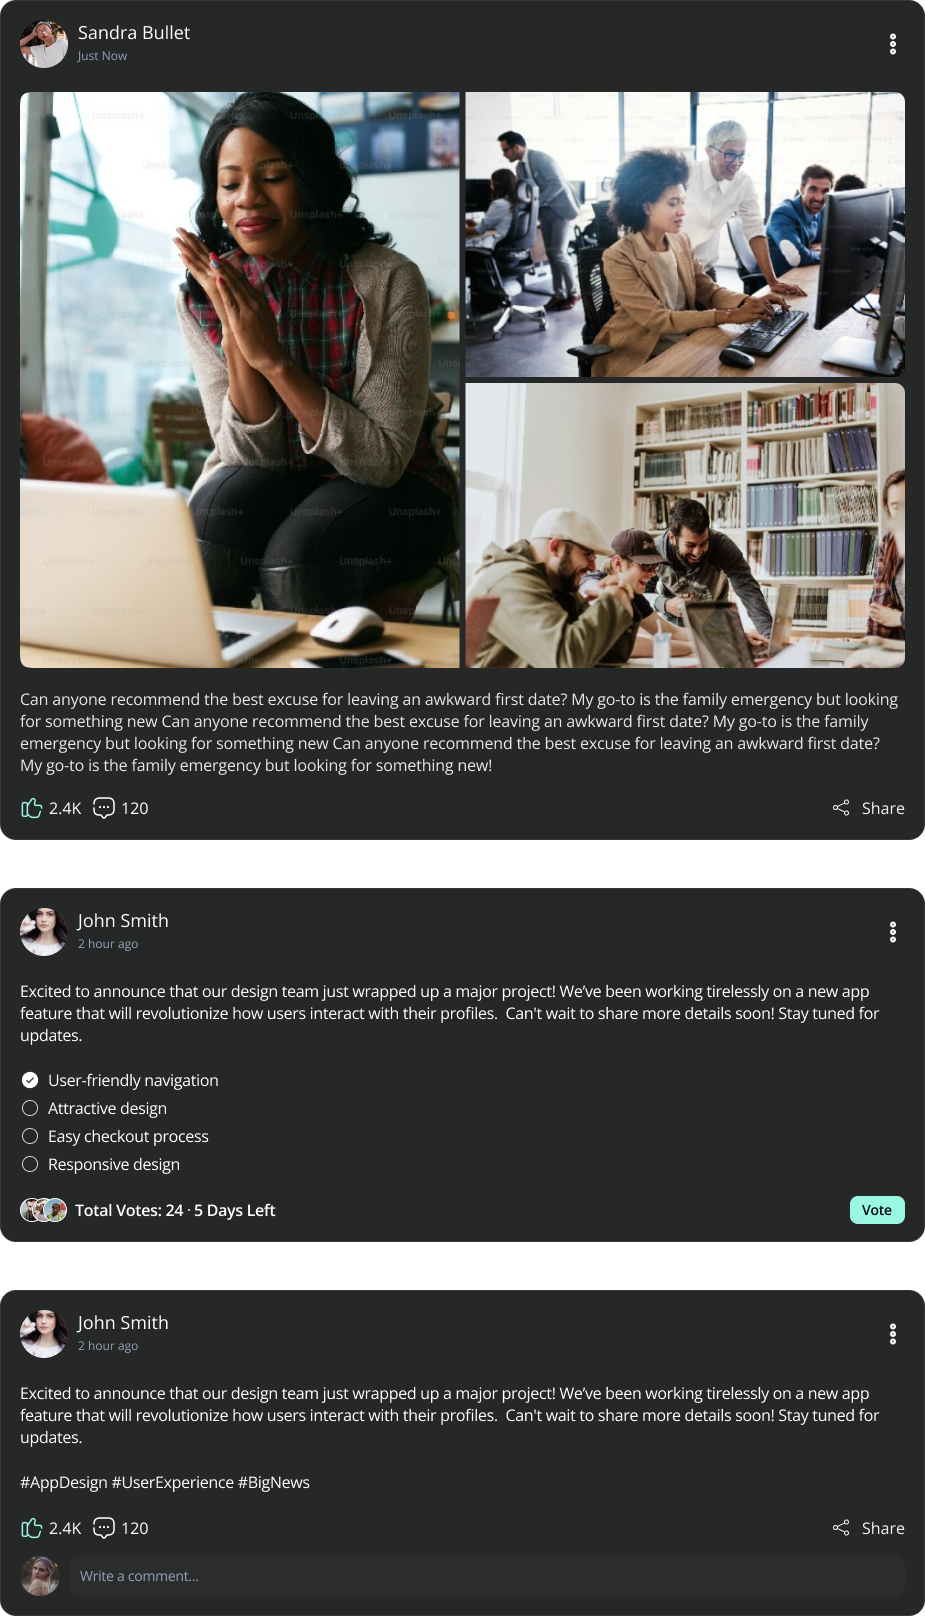 Sandra Bullet
Just Now
Unsplash+
Can anyone recommend the best excuse for leaving an awkward first date? My go-to is the family emergency but looking
for something new Can anyone recommend the best excuse for leaving an awkward first date? My go-to is the family
emergency but looking for something new Can anyone recommend the best excuse for leaving an awkward first date?
My go-to is the family emergency but looking for something new!
2.4K 120 Share
John Smith
2 hour ago
Excited to announce that our design team just wrapped up a major project! We’ve been working tirelessly on a new app
feature that will revolutionize how users interact with their profiles.  Can't wait to share more details soon! Stay tuned for
updates.
User-friendly navigation
Attractive design
Easy checkout process
Responsive design
Total Votes: 24 · 5 Days Left Vote
John Smith
2 hour ago
Excited to announce that our design team just wrapped up a major project! We’ve been working tirelessly on a new app
feature that will revolutionize how users interact with their profiles.  Can't wait to share more details soon! Stay tuned for
updates.
#AppDesign #UserExperience #BigNews
2.4K 120 Share
Write a comment...